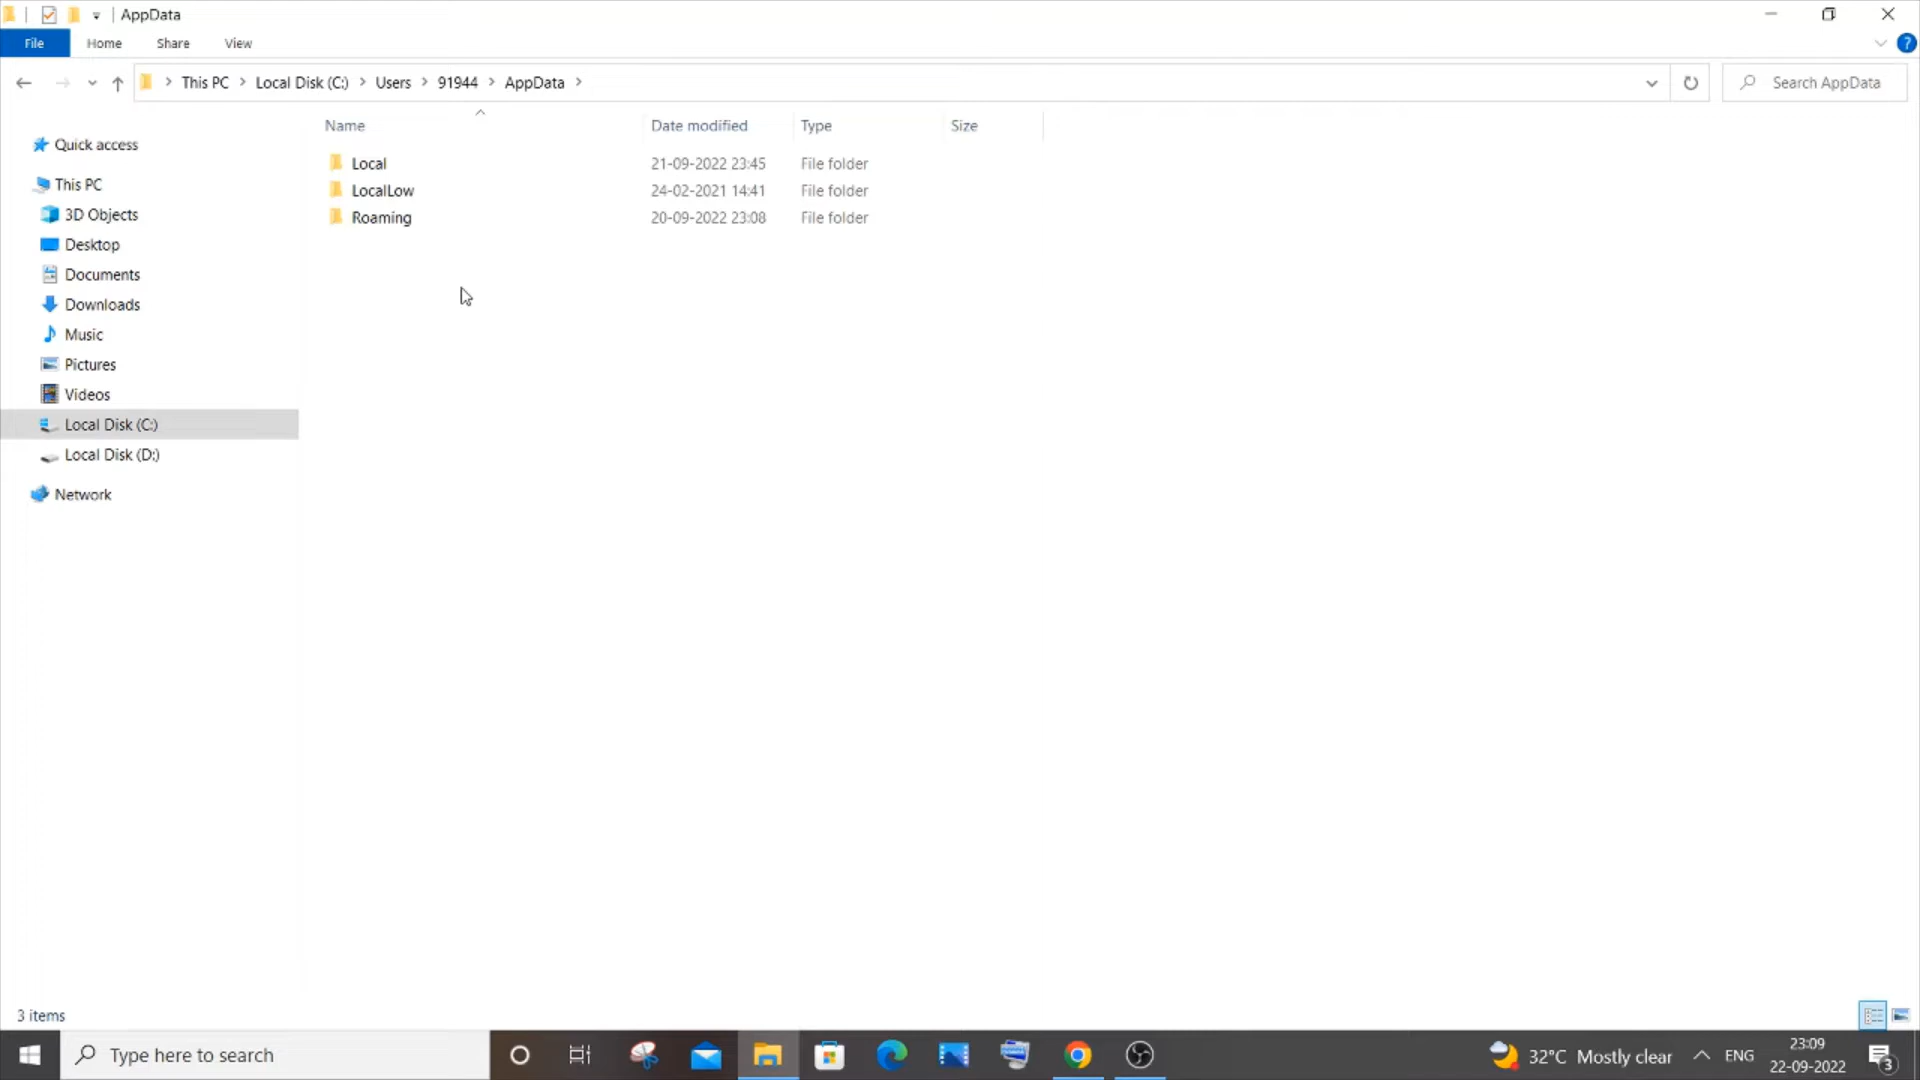 AppData
File Home Share View
This PC Local Disk (C:) Users 91944 AppData
Search AppData
Name Date modified Type Size
Local 21-09-2022 23:45 File folder
LocalLow 24-02-2021 14:41 File folder
Roaming 20-09-2022 23:08 File folder
Quick access
This PC
3D Objects
Desktop
Documents
Downloads
Music
Pictures
Videos
Local Disk (C:)
Local Disk (D:)
Network
3 items
Type here to search
32°C Mostly clear
ENG
23:09
22-09-2022
3